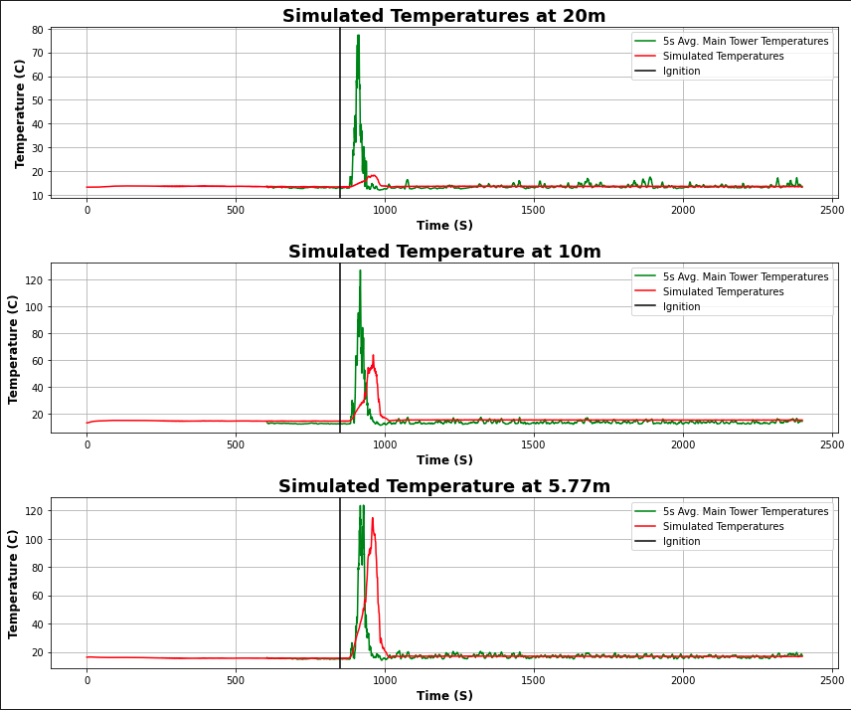 Simulated Temperatures at 20m
80
70
60
50
40
30
20
10
Temperature (C)
5s Avg. Main Tower Temperatures
Simulated Temperatures
Ignition
0 500 1000 1500 2000 2500
Time (S)
Simulated Temperature at 10m
120
100
80
60
40
20
Temperature (C)
5s Avg. Main Tower Temperatures
Simulated Temperatures
Ignition
0 500 1000 1500 2000 2500
Time (S)
Simulated Temperature at 5.77m
120
100
80
60
40
20
Temperature (C)
5s Avg. Main Tower Temperatures
Simulated Temperatures
Ignition
0 500 1000 1500 2000 2500
Time (S)